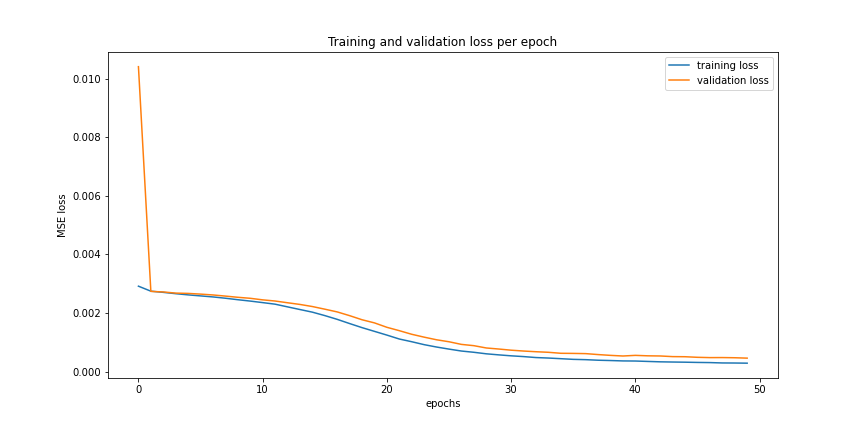 Training and validation loss per epoch
training loss
validation loss
0.010
0.008
0.006
0.004
0.002
0.000
MSE loss
0 10 20 30 40 50
epochs